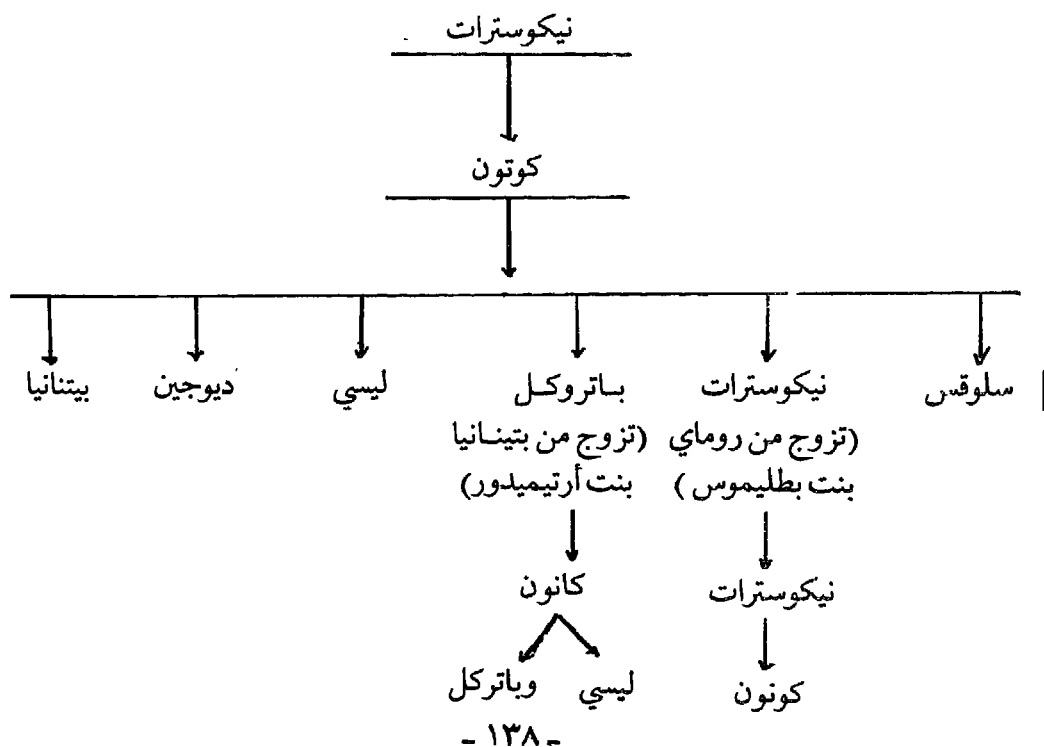 نيكوسترات
كوتون
سلوقس نيكوسترات باتروكل ليسي ديوجين بيتنانيا
(تزوج من روماي (تزوج من بتينانيا
بنت بطليموس) بنت أرتيميدور)
نيكوسترات كانون
كونون ليسي وباتركل
- ١٣٨ -